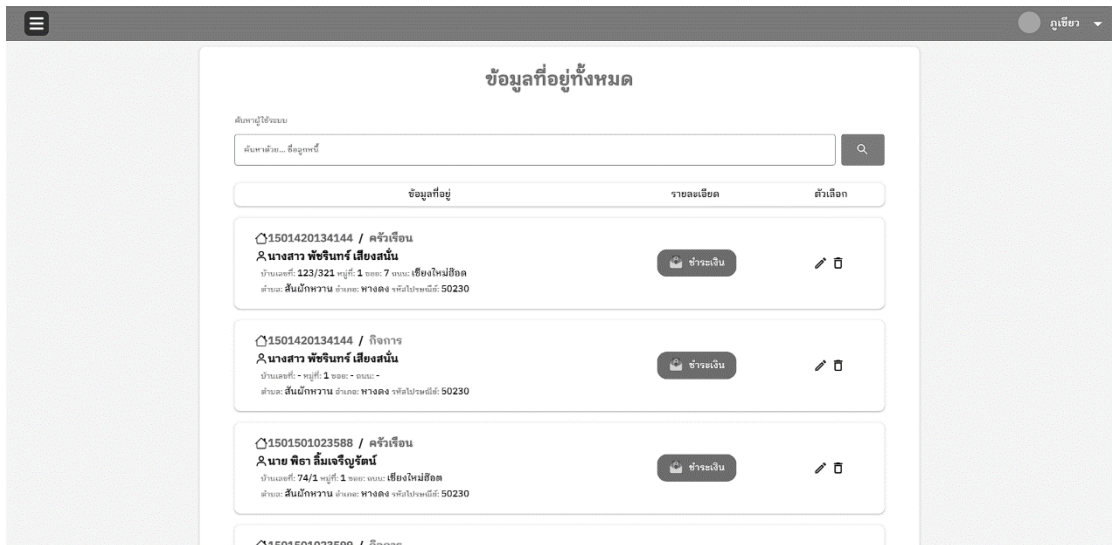 ภูเขียว
ข้อมูลที่อยู่ทั้งหมด
ค้นหาผู้ใช้ระบบ
ค้นหาด้วย... ชื่อลูกหนี้
ข้อมูลที่อยู่ รายละเอียด ตัวเลือก
1501420134144 / ครัวเรือน
นางสาว พัชรินทร์ เสียงสนั่น
บ้านเลขที่: 123/321 หมู่ที่: 1 ซอย: 7 ถนน: เชียงใหม่ฮ๊อด
ตำบล: สันผักหวาน อำเภอ: หางดง รหัสไปรษณีย์: 50230
ชำระเงิน
1501420134144 / กิจการ
นางสาว พัชรินทร์ เสียงสนั่น
บ้านเลขที่: - หมู่ที่: 1 ซอย: - ถนน: -
ตำบล: สันผักหวาน อำเภอ: หางดง รหัสไปรษณีย์: 50230
ชำระเงิน
1501501023588 / ครัวเรือน
นาย พิธา ลิ้มเจริญรัตน์
บ้านเลขที่: 74/1 หมู่ที่: 1 ซอย: ถนน: เชียงใหม่ฮ๊อด
ตำบล: สันผักหวาน อำเภอ: หางดง รหัสไปรษณีย์: 50230
ชำระเงิน